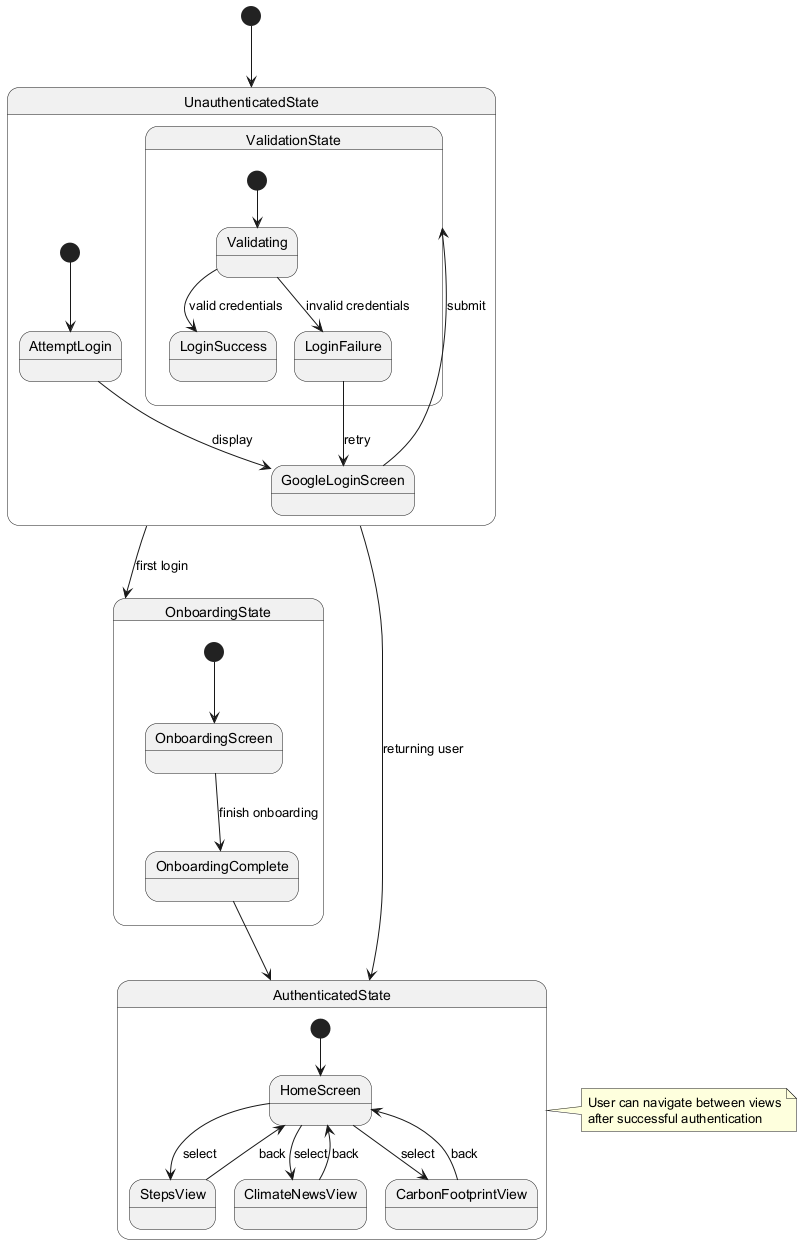 UnauthenticatedState
ValidationState
Validating
valid credentials
invalid credentials
submit
AttemptLogin
LoginSuccess
LoginFailure
display
retry
GoogleLoginScreen
first login
OnboardingState
OnboardingScreen
returning user
finish onboarding
OnboardingComplete
AuthenticatedState
HomeScreen
User can navigate between views
after successful authentication
select
back
select
back
select
back
StepsView
ClimateNewsView
CarbonFootprintView